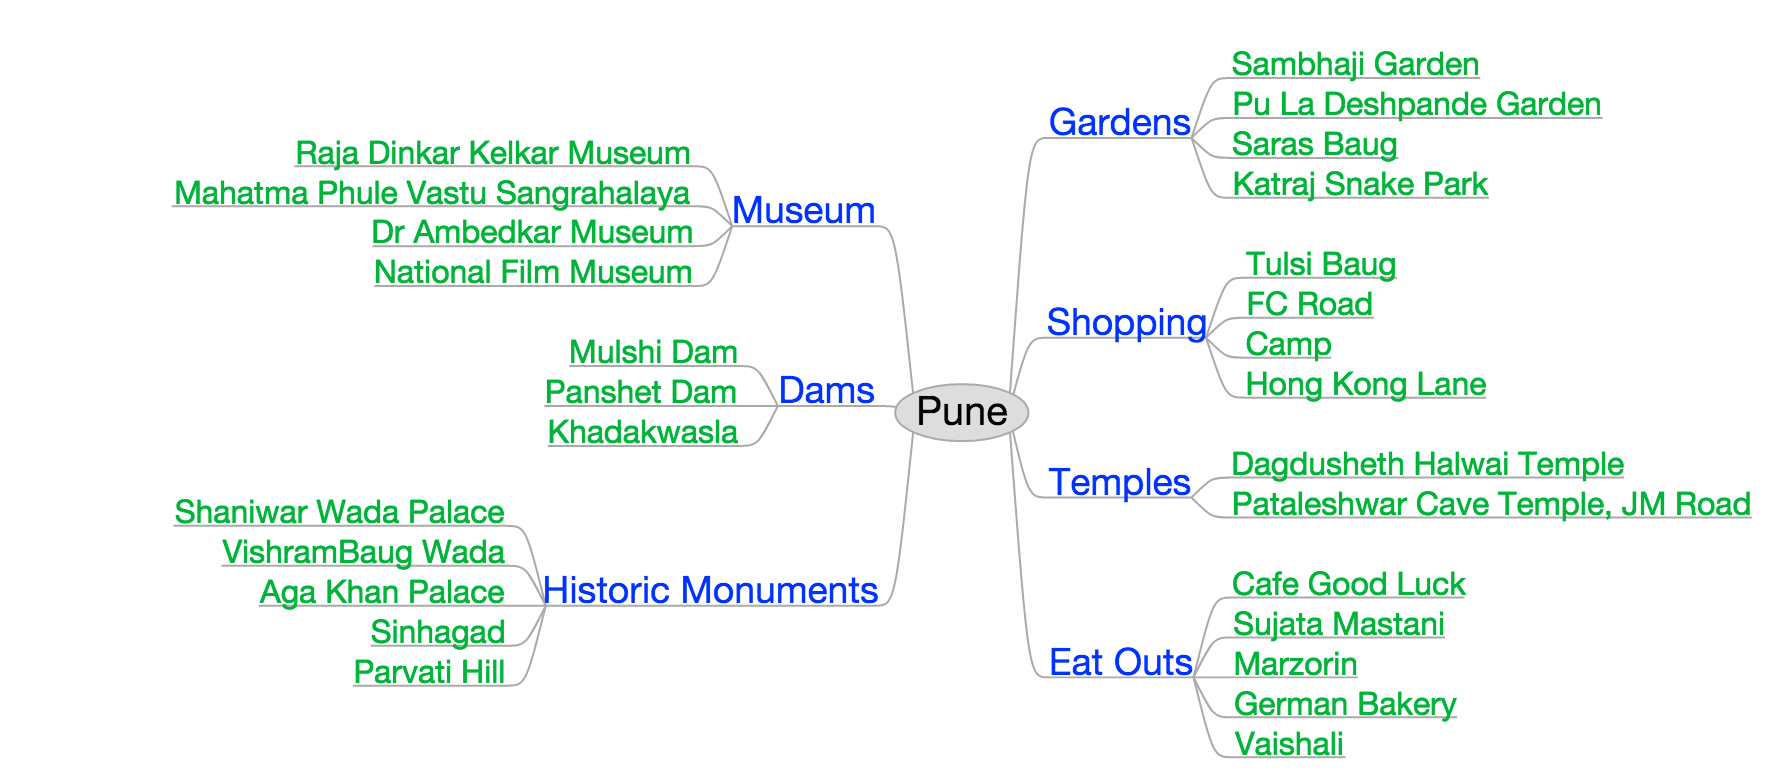 Pune
Gardens
Sambhaji Garden
Pu La Deshpande Garden
Saras Baug
Katraj Snake Park
Shopping
Tulsi Baug
FC Road
Camp
Hong Kong Lane
Temples
Dagdusheth Halwai Temple
Pataleshwar Cave Temple, JM Road
Eat Outs
Cafe Good Luck
Sujata Mastani
Marzorin
German Bakery
Vaishali
Museum
Raja Dinkar Kelkar Museum
Mahatma Phule Vastu Sangrahalaya
Dr Ambedkar Museum
National Film Museum
Dams
Mulshi Dam
Panshet Dam
Khadakwasla
Historic Monuments
Shaniwar Wada Palace
VishramBaug Wada
Aga Khan Palace
Sinhagad
Parvati Hill